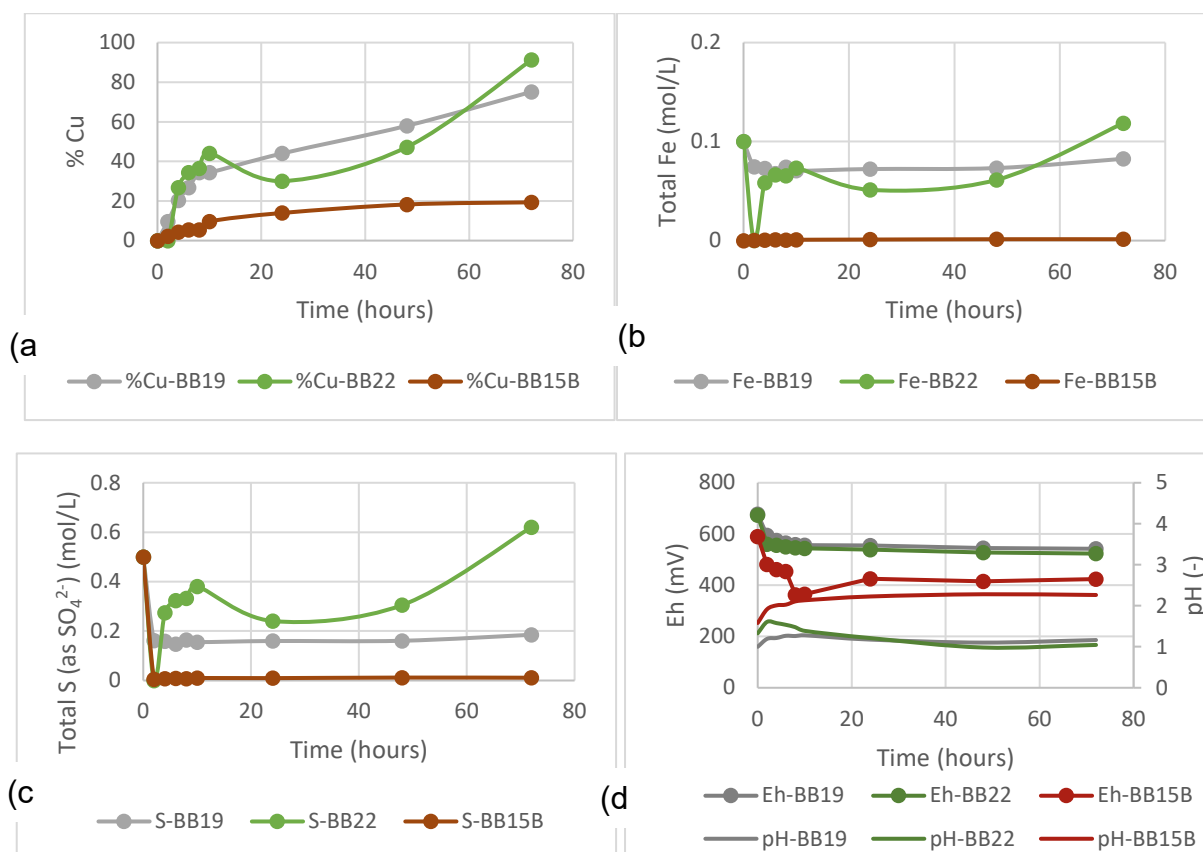 100
80
60
40
20
0
% Cu
0 20 40 60 80
Time (hours)
(a
%Cu-BB19 %Cu-BB22 %Cu-BB15B
0.2
0.1
0
Total Fe (mol/L)
0 20 40 60 80
Time (hours)
(b
Fe-BB19 Fe-BB22 Fe-BB15B
0.8
0.6
0.4
0.2
0
Total S (as SO₄²⁻) (mol/L)
0 20 40 60 80
Time (hours)
(c
S-BB19 S-BB22 S-BB15B
800
600
400
200
0
Eh (mV)
5
4
3
2
1
0
pH (-)
0 20 40 60 80
Time (hours)
(d
Eh-BB19 Eh-BB22 Eh-BB15B
pH-BB19 pH-BB22 pH-BB15B